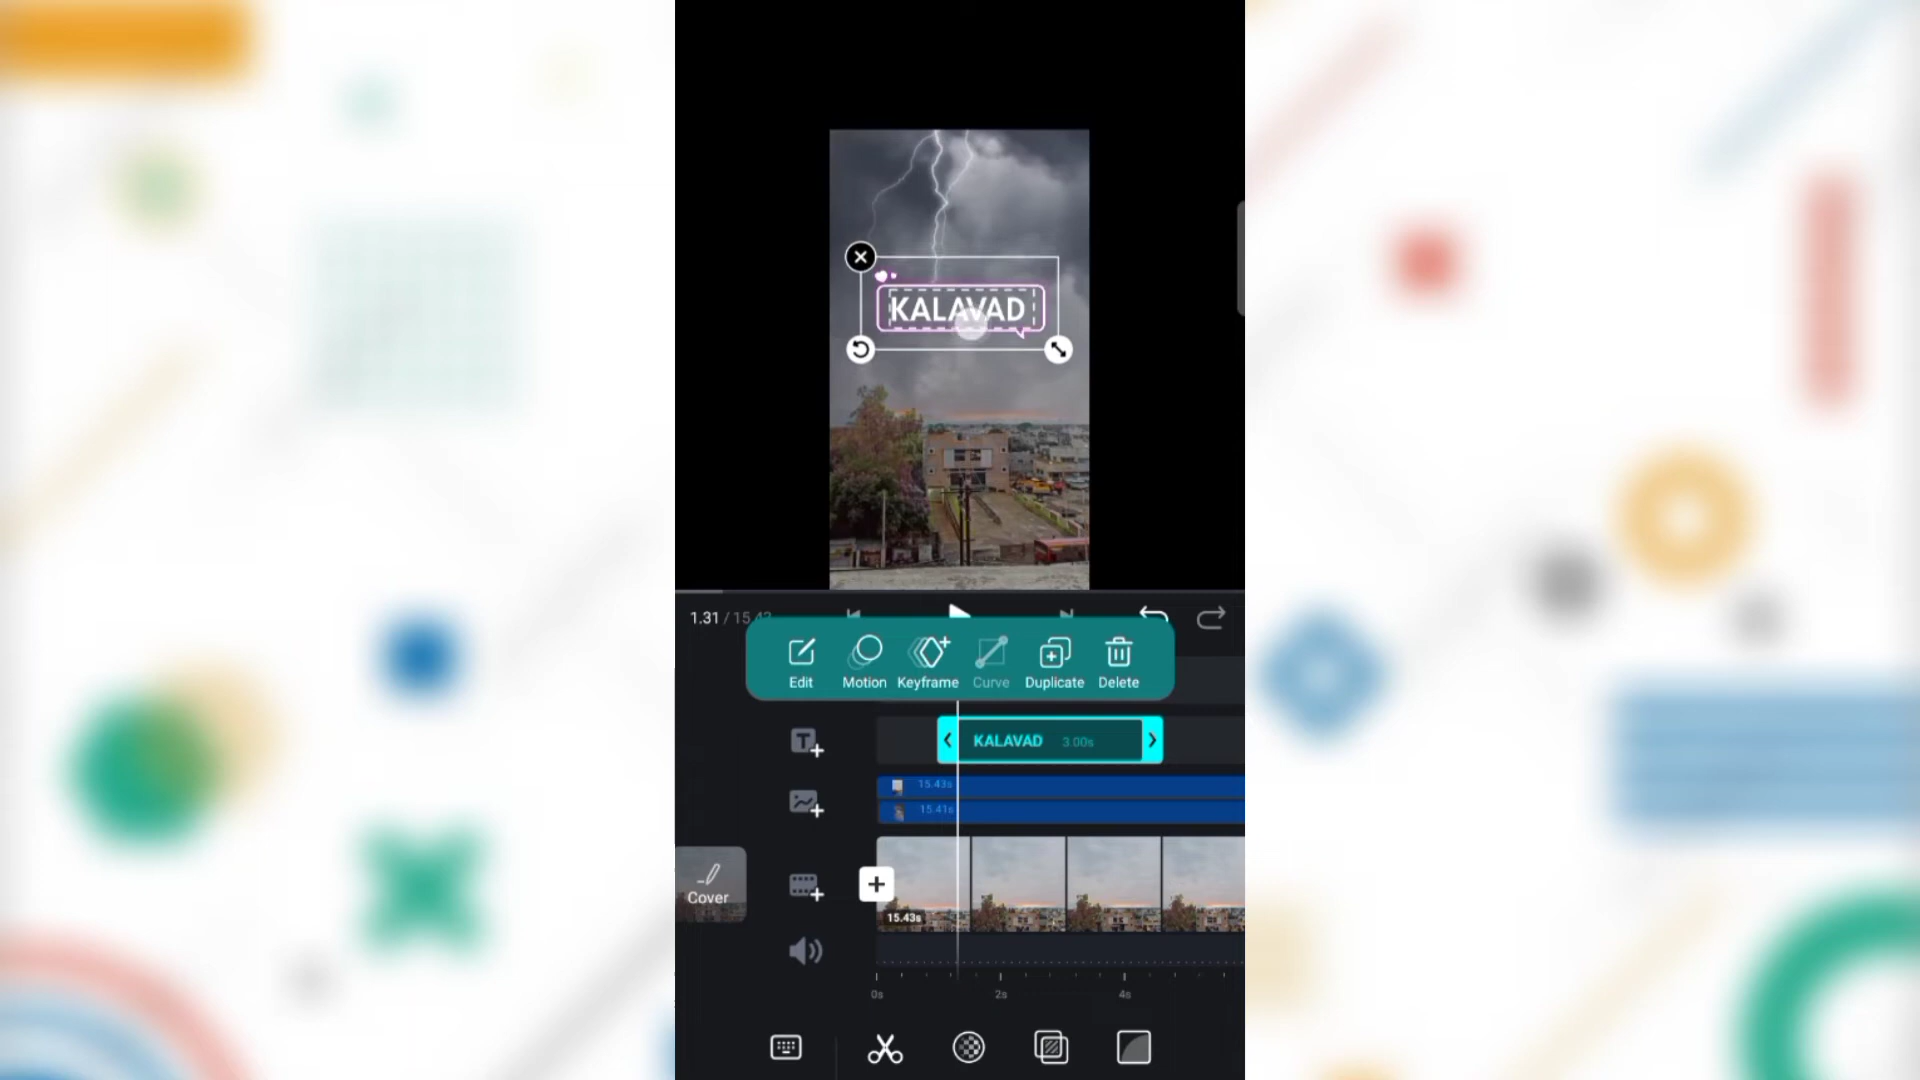 KALAVAD
1.31 / 15.43
Edit
Motion
Keyframe
Curve
Duplicate
Delete
KALAVAD 3.00s
15.43s
15.41s
Cover
15.43s
0s
2s
4s